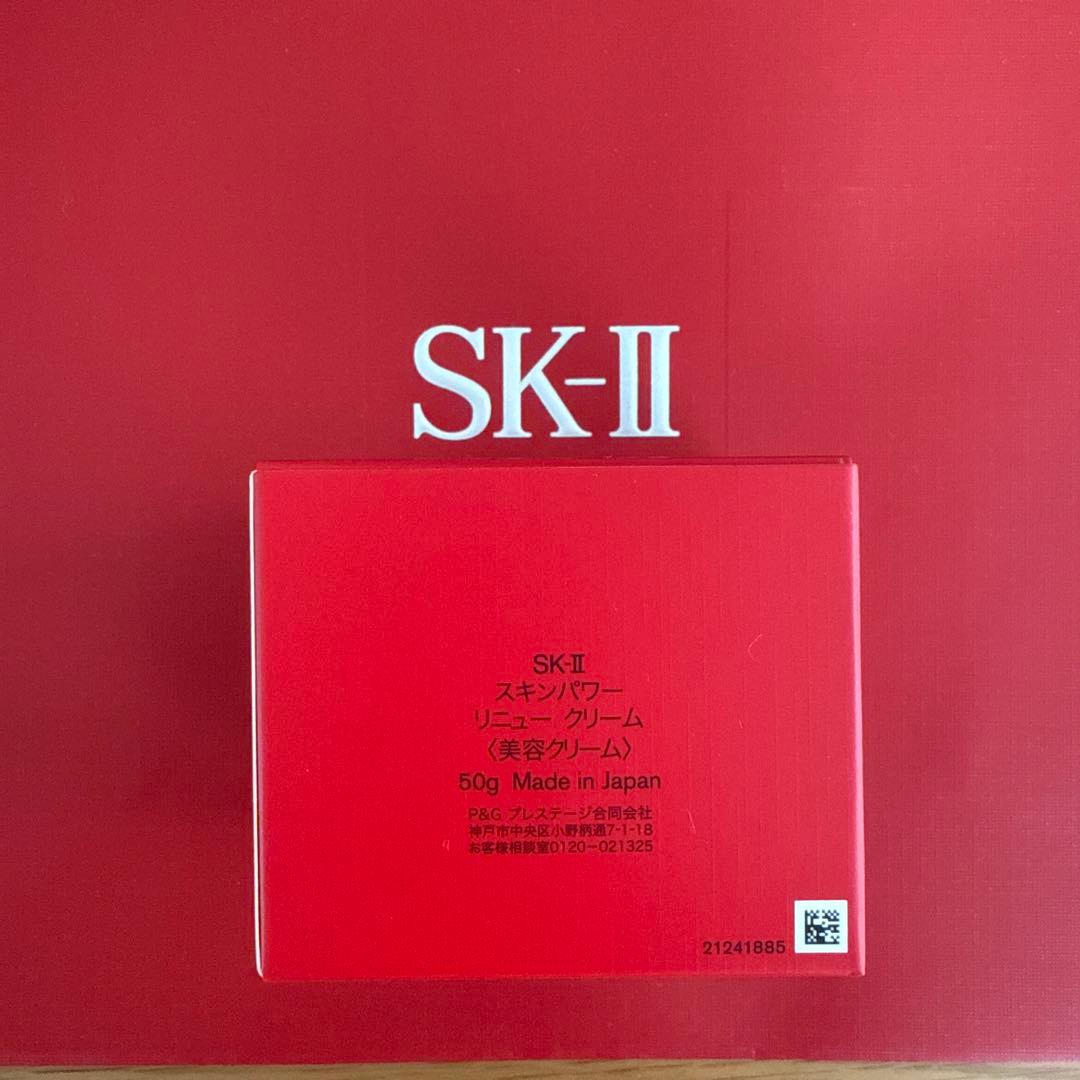 SK-II
SK-II
スキンパワー
リニュー クリーム
〈美容クリーム〉
50g Made in Japan
P&G プレステージ合同会社
神戸市中央区小野柄通7-1-18
お客様相談室0120-021325
21241885